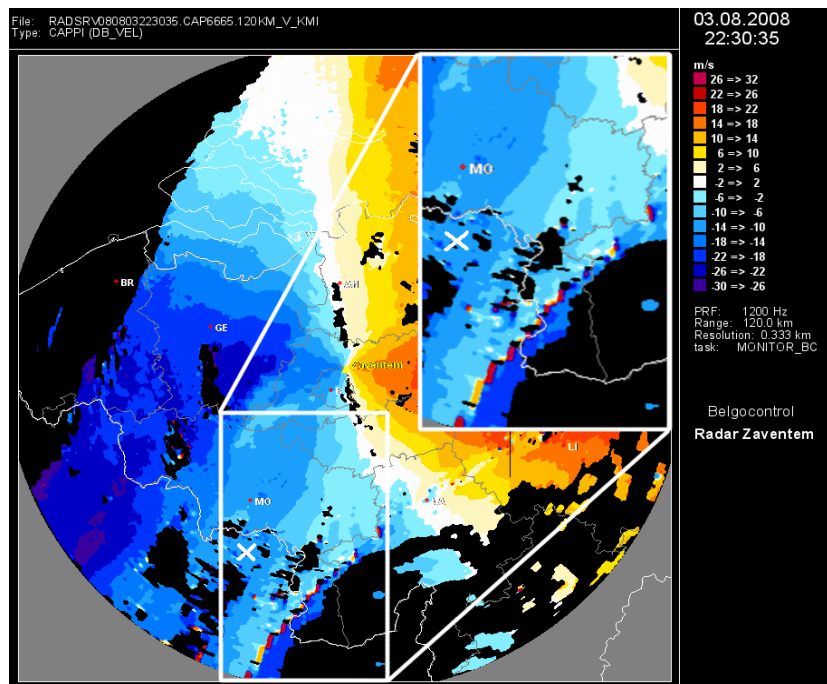 File: RADSRV080803223035.CAP6665.120KM_V_KMI
Type: CAPPI (DB_VEL)
03.08.2008
22:30:35
m/s
26 => 32
22 => 26
18 => 22
14 => 18
10 => 14
6 => 10
2 => 6
-2 => 2
-6 => -2
-10 => -6
-14 => -10
-18 => -14
-22 => -18
-26 => -22
-30 => -26
PRF: 1200 Hz
Range: 120.0 km
Resolution: 0.333 km
task: MONITOR_BC
Belgocontrol
Radar Zaventem
MO
BR
GE
Zaventem
LI
MO